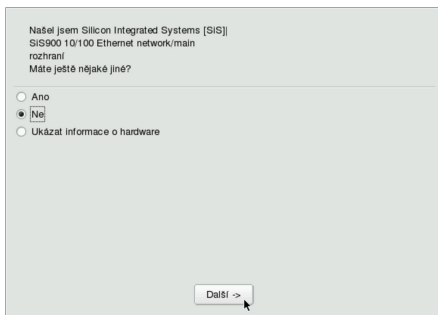 Našel jsem Silicon Integrated Systems [SiS]|
SiS900 10/100 Ethernet network/main
rozhraní
Máte ještě nějaké jiné?
Ano
Ne
Ukázat informace o hardware
Další ->